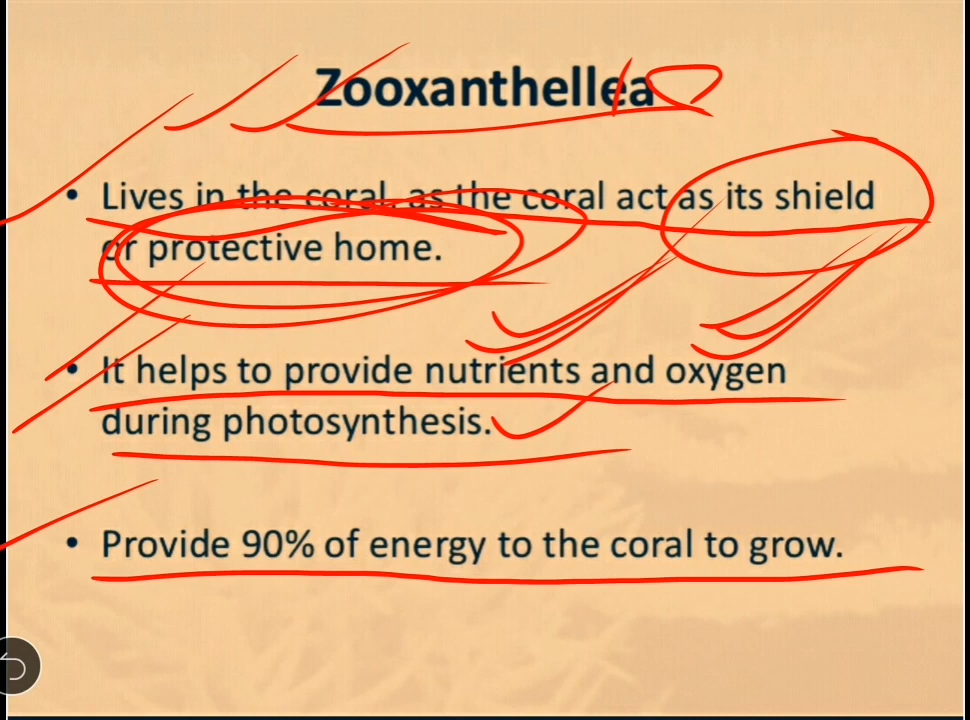 Zooxanthellea
• Lives in the coral, as the coral act as its shield
or protective home.
• It helps to provide nutrients and oxygen
during photosynthesis.
• Provide 90% of energy to the coral to grow.